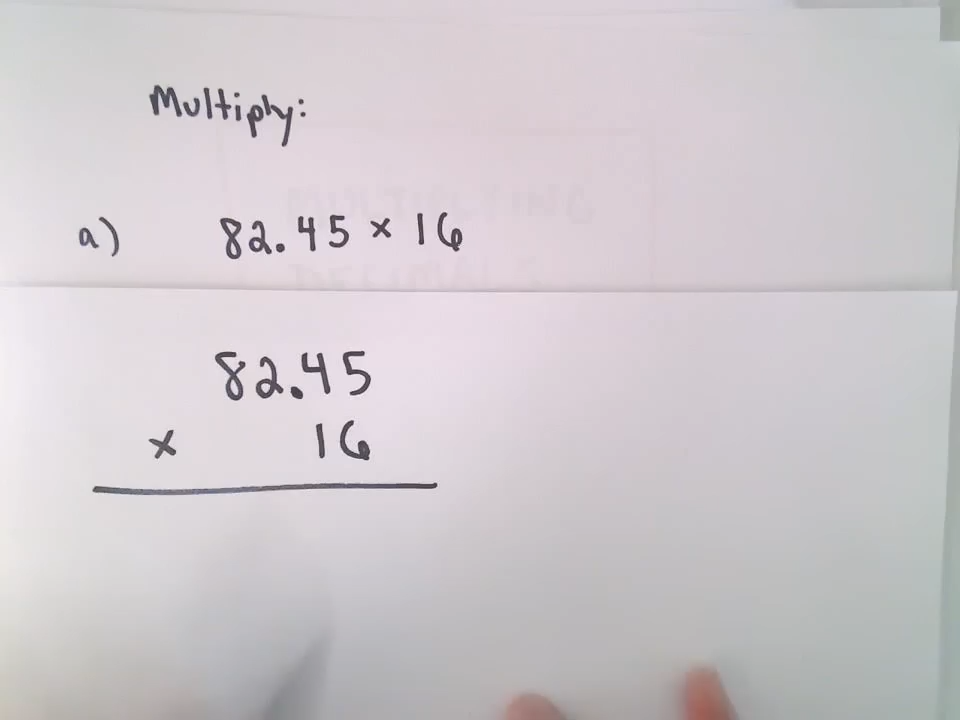 Multiply:
a) 82.45 x 16
82.45
x 16